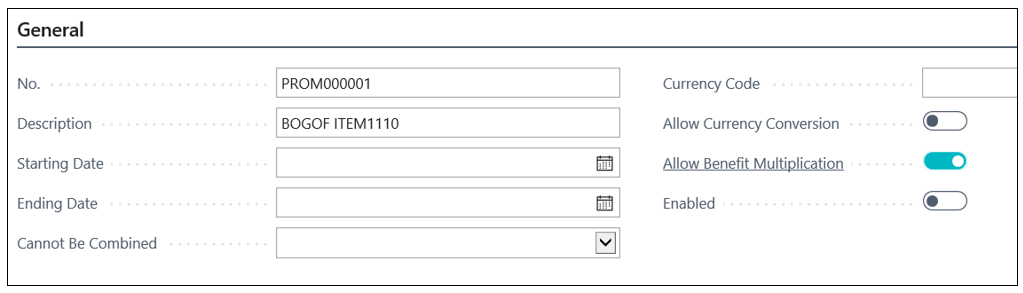 General
No.
PROM000001
Currency Code
Description
BOGOF ITEM1110
Allow Currency Conversion
Starting Date
Allow Benefit Multiplication
Ending Date
Enabled
Cannot Be Combined